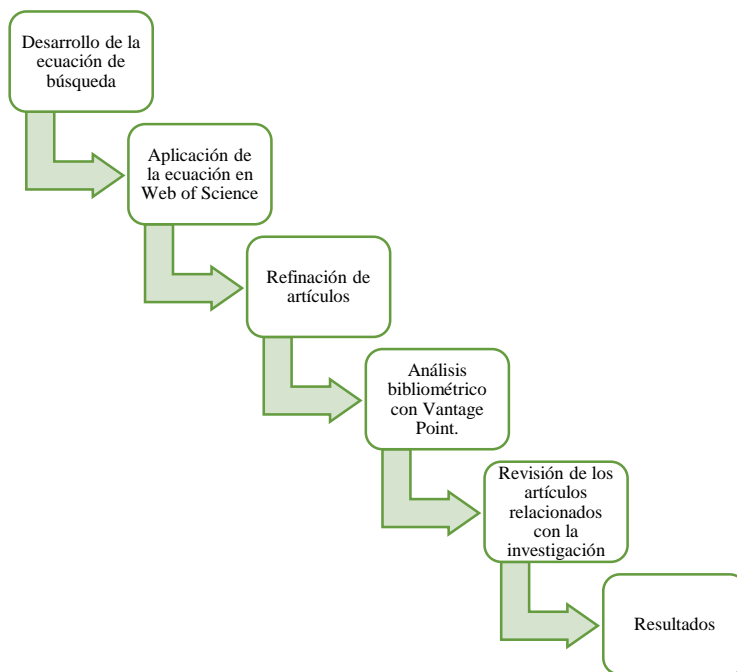 Desarrollo de la
ecuación de
búsqueda
Aplicación de
la ecuación en
Web of Science
Refinación de
artículos
Análisis
bibliométrico
con Vantage
Point.
Revisión de los
artículos
relacionados
con la
investigación
Resultados